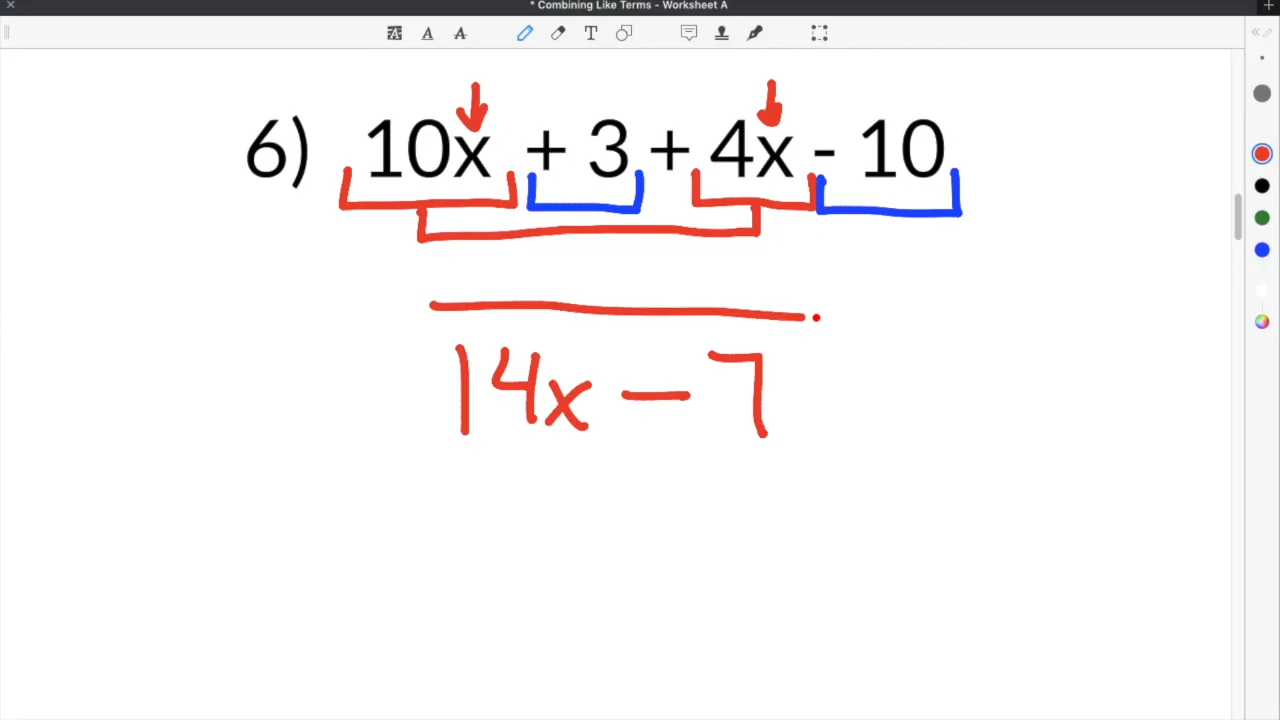 * Combining Like Terms - Worksheet A
A A A T
6) 10x + 3 + 4x - 10
14x - 7